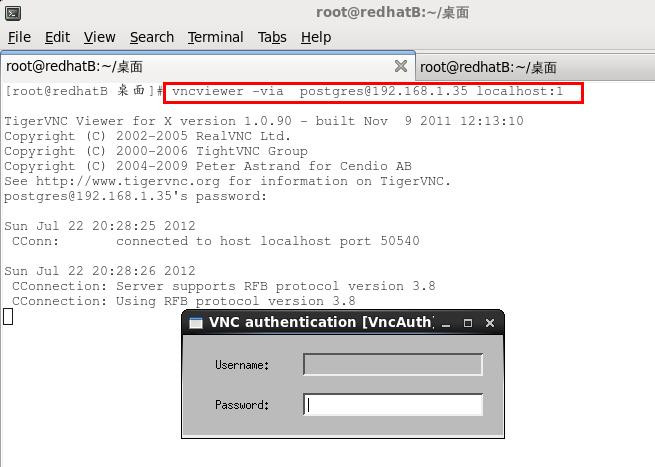 root@redhatB:~/桌面
File Edit View Search Terminal Tabs Help
root@redhatB:~/桌面 root@redhatB:~/桌面
[root@redhatB 桌面]# vncviewer -via  postgres@192.168.1.35 localhost:1
TigerVNC Viewer for X version 1.0.90 - built Nov  9 2011 12:13:10
Copyright (C) 2002-2005 RealVNC Ltd.
Copyright (C) 2000-2006 TightVNC Group
Copyright (C) 2004-2009 Peter Astrand for Cendio AB
See http://www.tigervnc.org for information on TigerVNC.
postgres@192.168.1.35's password:
Sun Jul 22 20:28:25 2012
CConn:       connected to host localhost port 50540
Sun Jul 22 20:28:26 2012
CConnection: Server supports RFB protocol version 3.8
CConnection: Using RFB protocol version 3.8
VNC authentication [VncAuth]
Username:
Password: